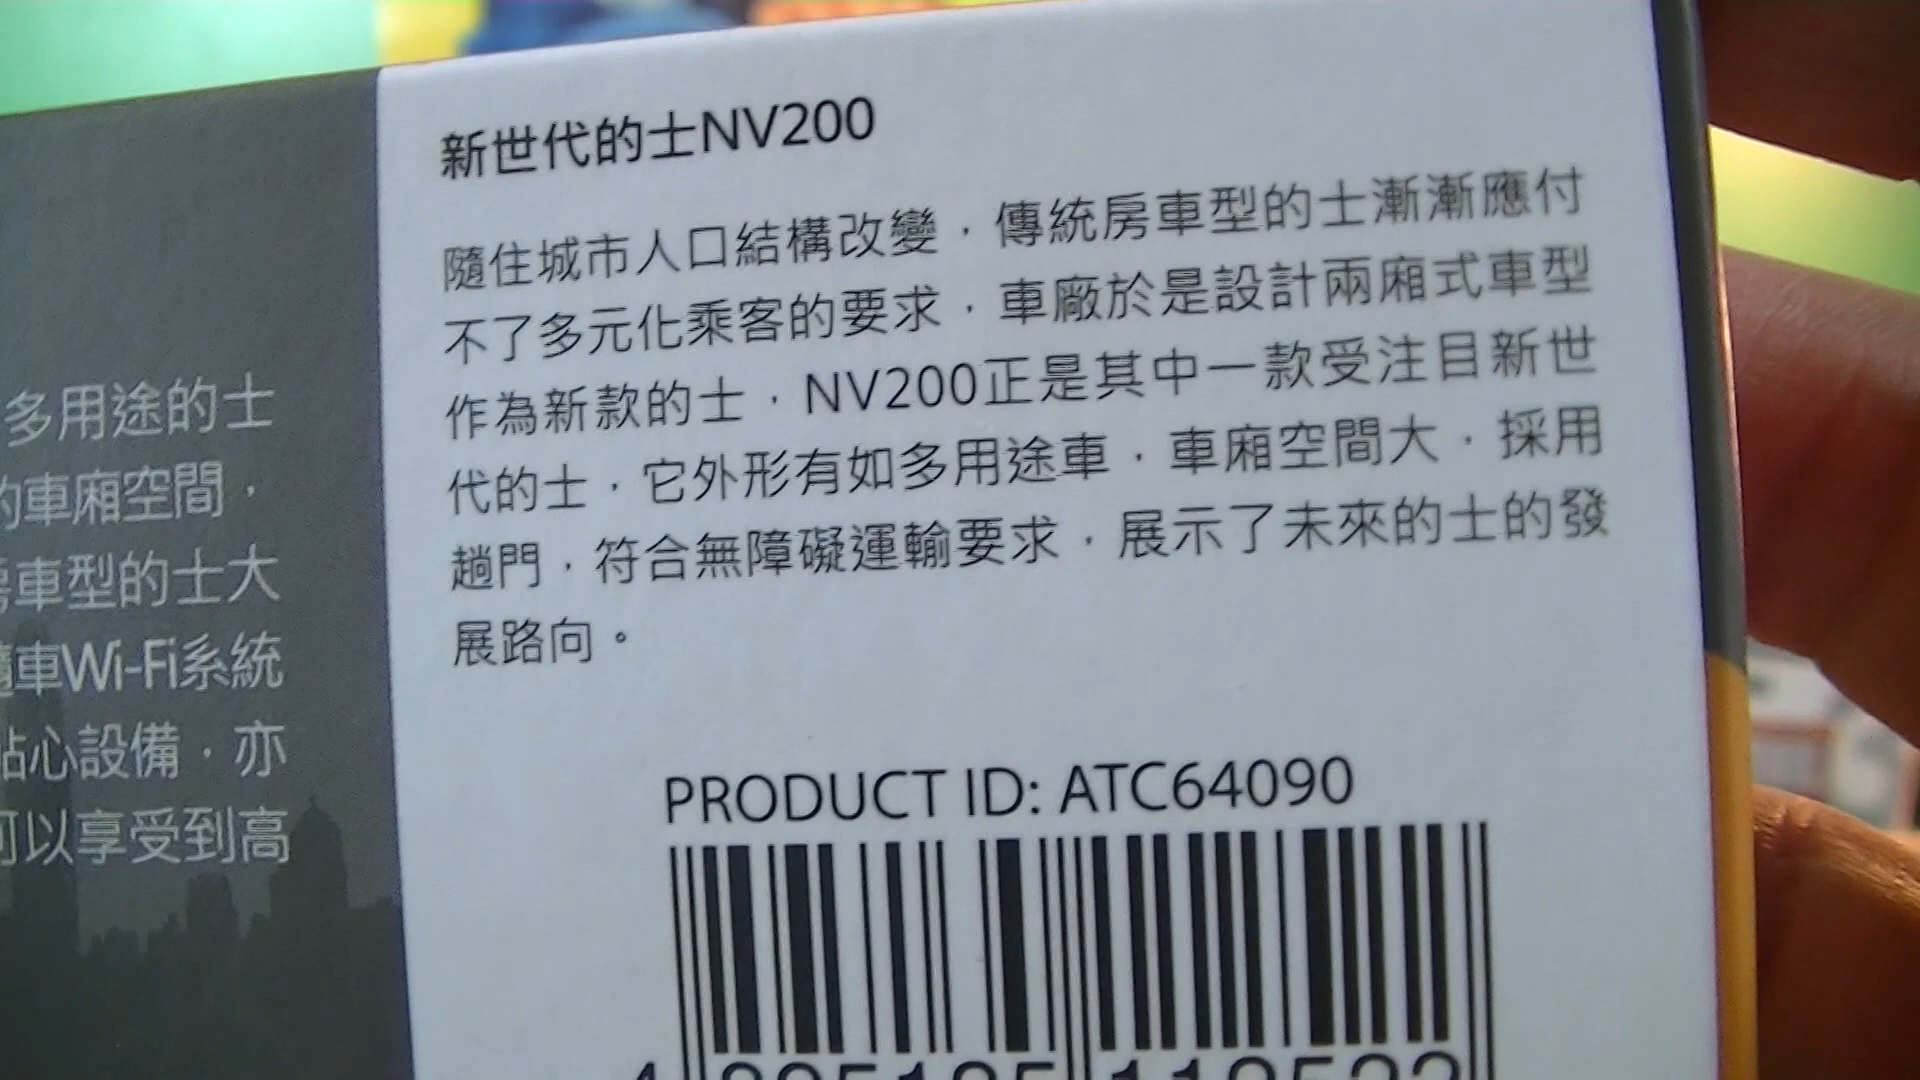 新世代的士NV200
隨住城市人口結構改變，傳統房車型的士漸漸應付
不了多元化乘客的要求，車廠於是設計兩廂式車型
作為新款的士，NV200正是其中一款受注目新世
代的士，它外形有如多用途車，車廂空間大，採用
趟門，符合無障礙運輸要求，展示了未來的士的發
展路向。
PRODUCT ID: ATC64090
多用途的士
的車廂空間，
房車型的士大
隨車Wi-Fi系統
貼心設備，亦
可以享受到高